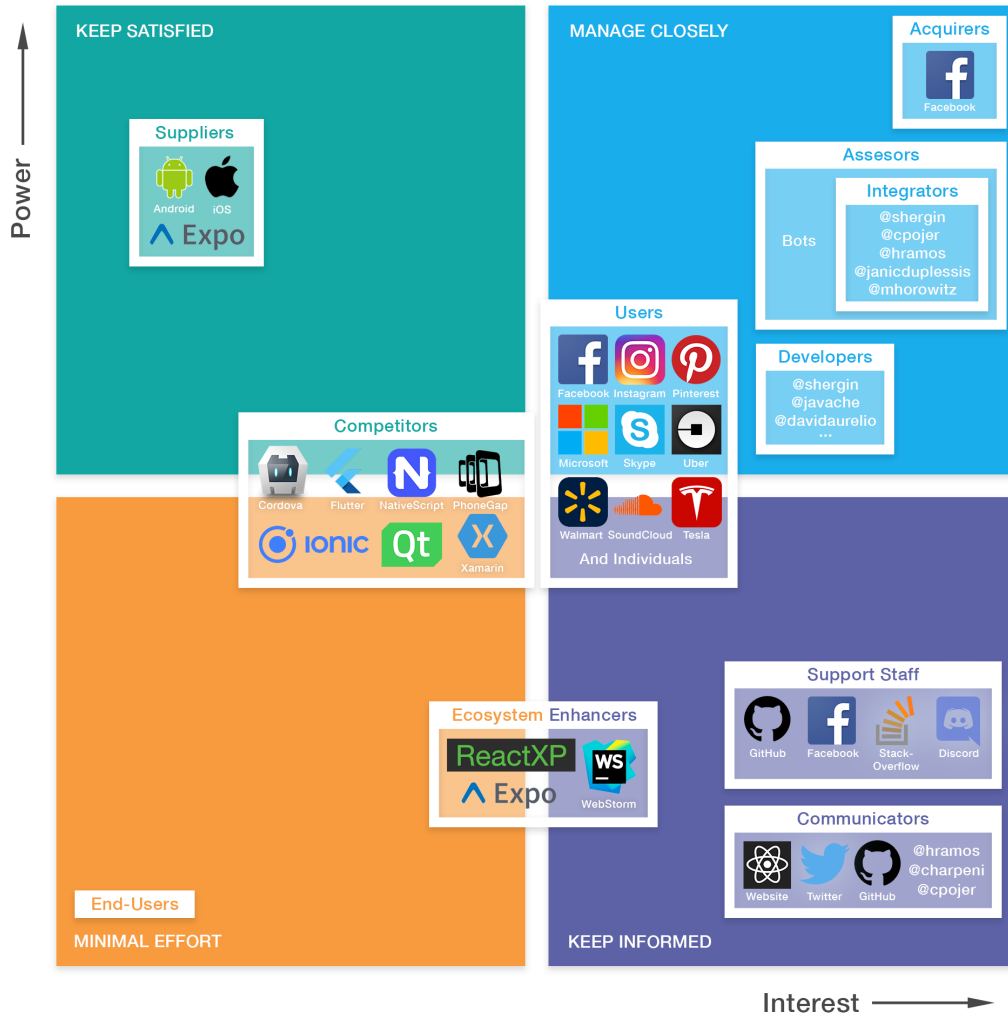 KEEP SATISFIED
MANAGE CLOSELY
Power
Acquirers
Facebook
Suppliers
Android iOS
Expo
Assesors
Bots
Integrators
@shergin
@cpojer
@hramos
@janicduplessis
@mhorowitz
Users
Facebook Instagram Pinterest
Microsoft Skype Uber
Walmart SoundCloud Tesla
And Individuals
Developers
@shergin
@javache
@davidaurelio
...
Competitors
Cordova Flutter NativeScript PhoneGap
ionic Qt
Xamarin
Support Staff
GitHub Facebook Stack-
Overflow
Discord
Ecosystem Enhancers
ReactXP
WS
Expo
WebStorm
Communicators
Website Twitter GitHub
@hramos
@charpeni
@cpojer
End-Users
MINIMAL EFFORT
KEEP INFORMED
Interest